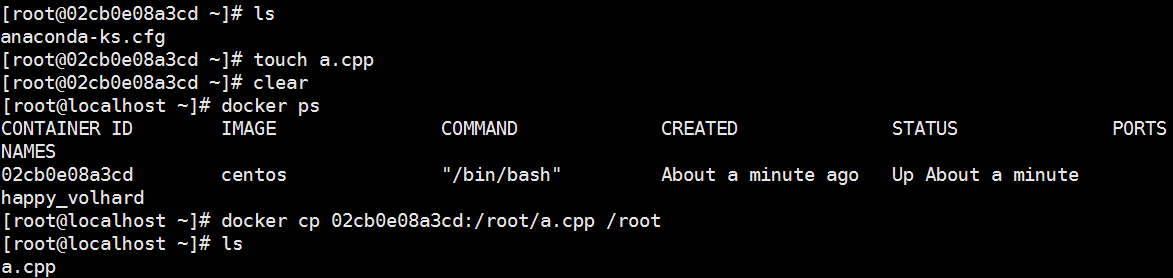 [root@02cb0e08a3cd ~]# ls
anaconda-ks.cfg
[root@02cb0e08a3cd ~]# touch a.cpp
[root@02cb0e08a3cd ~]# clear
[root@localhost ~]# docker ps
CONTAINER ID        IMAGE               COMMAND             CREATED              STATUS              PORTS
NAMES
02cb0e08a3cd        centos              "/bin/bash"         About a minute ago   Up About a minute
happy_volhard
[root@localhost ~]# docker cp 02cb0e08a3cd:/root/a.cpp /root
[root@localhost ~]# ls
a.cpp